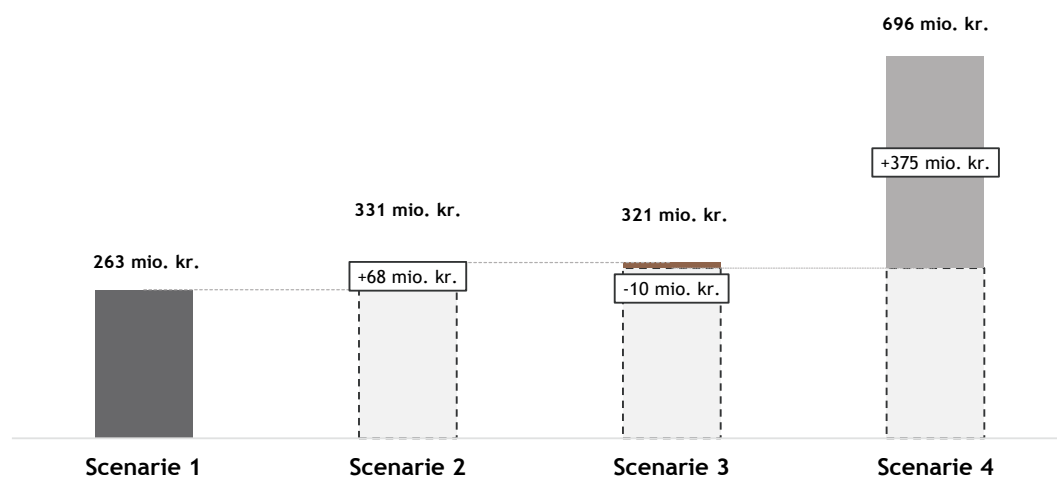 696 mio. kr.
+375 mio. kr.
331 mio. kr.
321 mio. kr.
263 mio. kr.
+68 mio. kr.
-10 mio. kr.
Scenarie 1
Scenarie 2
Scenarie 3
Scenarie 4